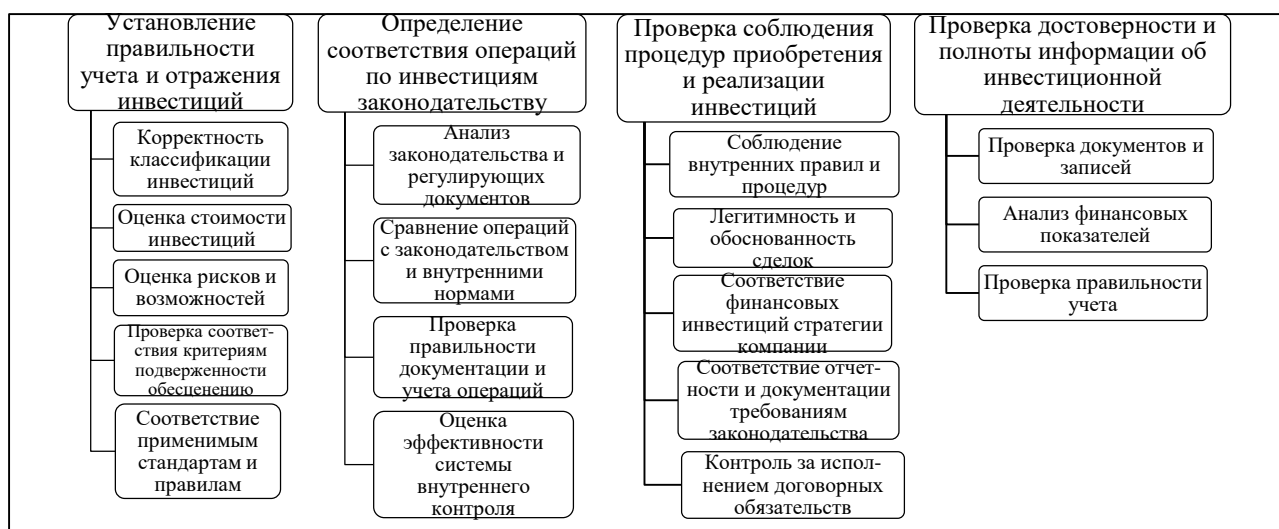 Установление
правильности
учета и отражения
инвестиций
Корректность
классификации
инвестиций
Оценка стоимости
инвестиций
Оценка рисков и
возможностей
Проверка соответ-
ствия критериям
подверженности
обесценению
Соответствие
применимым
стандартам и
правилам
Определение
соответствия операций
по инвестициям
законодательству
Анализ
законодательства и
регулирующих
документов
Сравнение операций
с законодательством
и внутренними
нормами
Проверка
правильности
документации и
учета операций
Оценка
эффективности
системы
внутреннего
контроля
Проверка соблюдения
процедур приобретения
и реализации
инвестиций
Соблюдение
внутренних правил и
процедур
Легитимность и
обоснованность
сделок
Соответствие
финансовых
инвестиций стратегии
компании
Соответствие отчет-
ности и документации
требованиям
законодательства
Контроль за испол-
нением договорных
обязательств
Проверка достоверности и
полноты информации об
инвестиционной
деятельности
Проверка документов и
записей
Анализ финансовых
показателей
Проверка правильности
учета